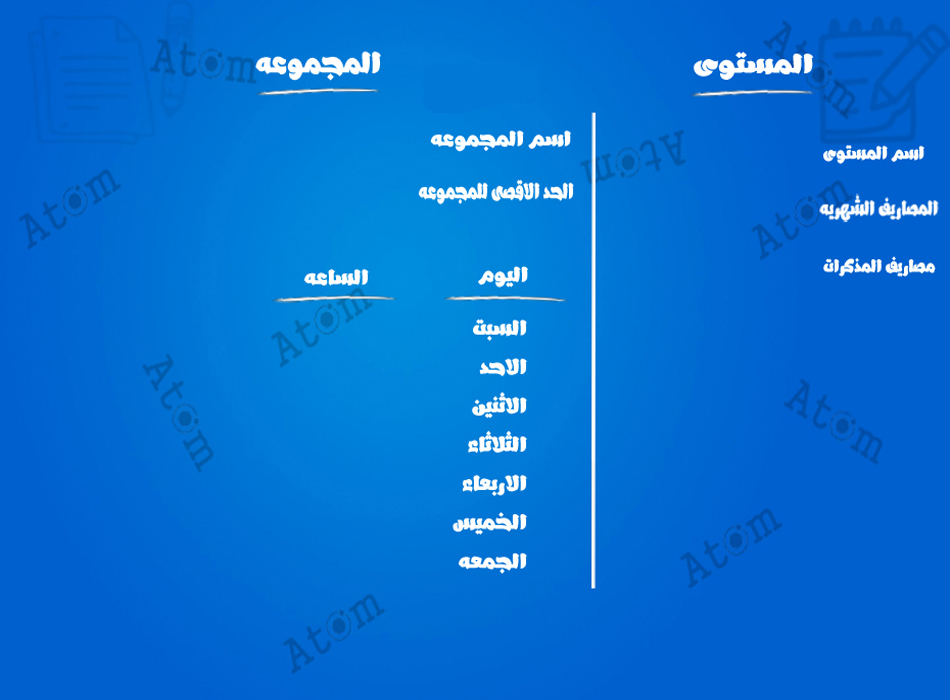 المستوى
اسم المستوى
المصاريف الشهريه
مصاريف المذكرات
المجموعه
اسم المجموعه
الحد الاقصى للمجموعه
اليوم
الساعه
السبت
الاحد
الاثنين
الثلاثاء
الاربعاء
الخميس
الجمعه
Atom
Atom
Atom
Atom
Atom
Atom
Atom
Atom
Atom
Atom